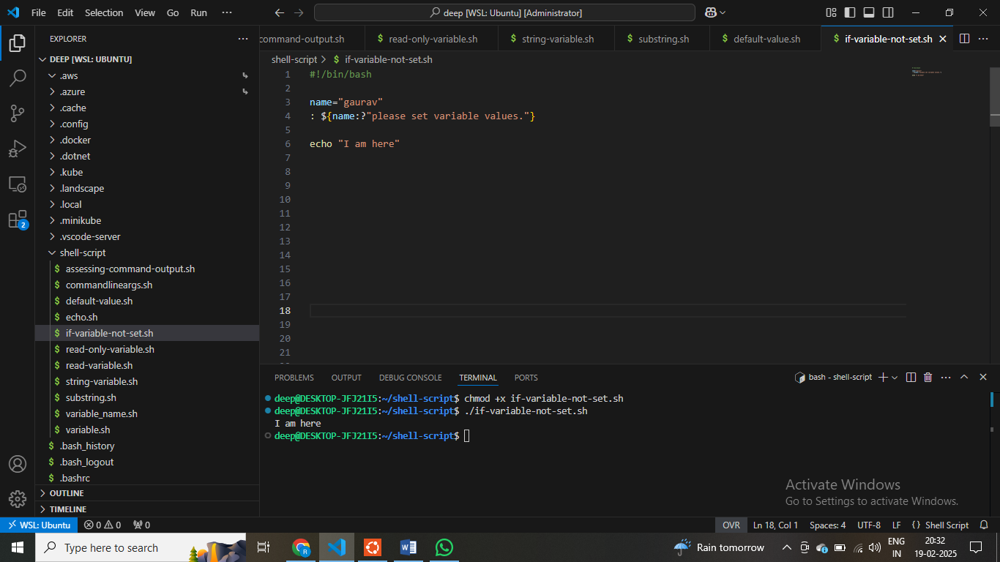 File Edit Selection View Go Run ··· deep [WSL: Ubuntu] [Administrator]
EXPLORER ···
DEEP [WSL: UBUNTU]
.aws
.azure
.cache
.config
.docker
.dotnet
.kube
.landscape
.local
.minikube
.vscode-server
shell-script
$ assessing-command-output.sh
$ commandlineargs.sh
$ default-value.sh
$ echo.sh
$ if-variable-not-set.sh
$ read-only-variable.sh
$ read-variable.sh
$ string-variable.sh
$ substring.sh
$ variable_name.sh
$ variable.sh
$ .bash_history
$ .bash_logout
$ .bashrc
OUTLINE
TIMELINE
2
command-output.sh $ read-only-variable.sh $ string-variable.sh $ substring.sh $ default-value.sh $ if-variable-not-set.sh ···
shell-script > $ if-variable-not-set.sh
1 #!/bin/bash
2
3 name="gaurav"
4 : ${name:?"please set variable values."}
5
6 echo "I am here"
7
8
9
10
11
12
13
14
15
16
17
18
19
20
21
PROBLEMS OUTPUT DEBUG CONSOLE TERMINAL PORTS bash - shell-script ···
deep@DESKTOP-JFJ21I5:~/shell-script$ chmod +x if-variable-not-set.sh
deep@DESKTOP-JFJ21I5:~/shell-script$ ./if-variable-not-set.sh
I am here
deep@DESKTOP-JFJ21I5:~/shell-script$
Activate Windows
Go to Settings to activate Windows.
WSL: Ubuntu 0 0 0 OVR Ln 18, Col 1 Spaces: 4 UTF-8 LF {} Shell Script
Type here to search Rain tomorrow ENG IN 20:32 19-02-2025